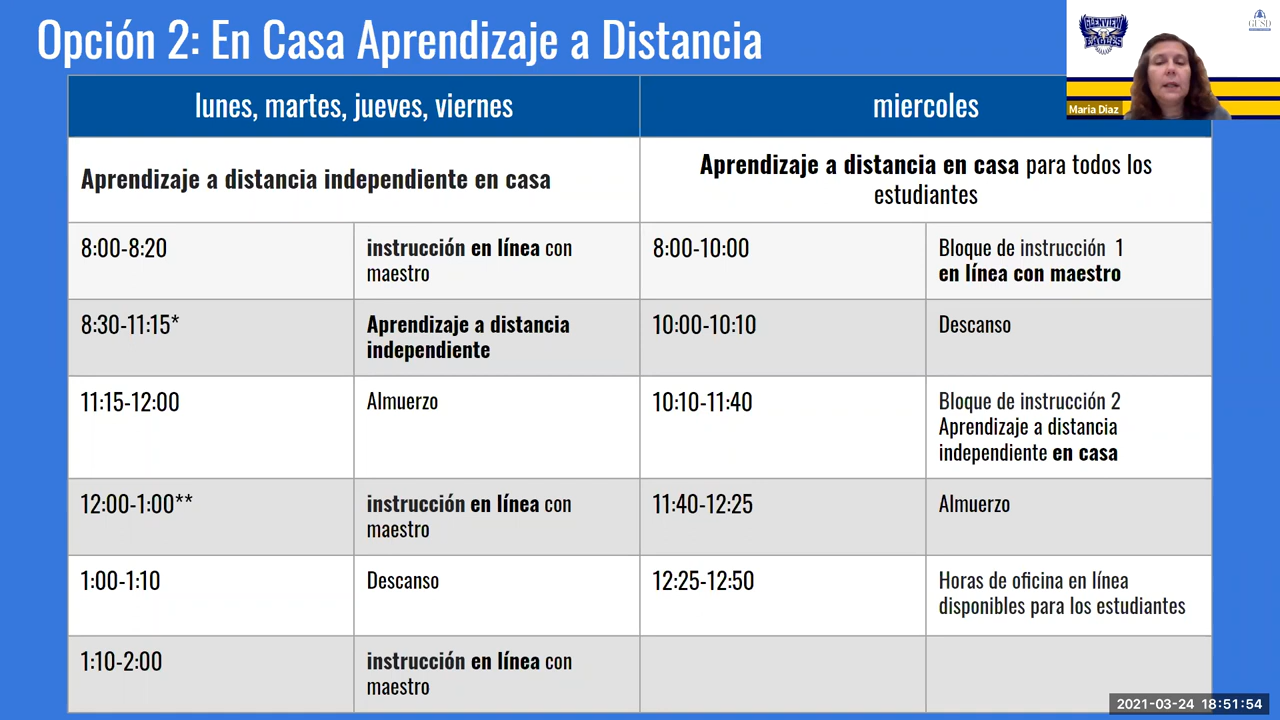 Opción 2: En Casa Aprendizaje a Distancia
GLENVIEW
EAGLES
GUSD
Maria Diaz
lunes, martes, jueves, viernes
miercoles
Aprendizaje a distancia independiente en casa
Aprendizaje a distancia en casa para todos los
estudiantes
8:00-8:20
instrucción en línea con
maestro
8:00-10:00
Bloque de instrucción 1
en línea con maestro
8:30-11:15*
Aprendizaje a distancia
independiente
10:00-10:10
Descanso
11:15-12:00
Almuerzo
10:10-11:40
Bloque de instrucción 2
Aprendizaje a distancia
independiente en casa
12:00-1:00**
instrucción en línea con
maestro
11:40-12:25
Almuerzo
1:00-1:10
Descanso
12:25-12:50
Horas de oficina en línea
disponibles para los estudiantes
1:10-2:00
instrucción en línea con
maestro
2021-03-24 18:51:54